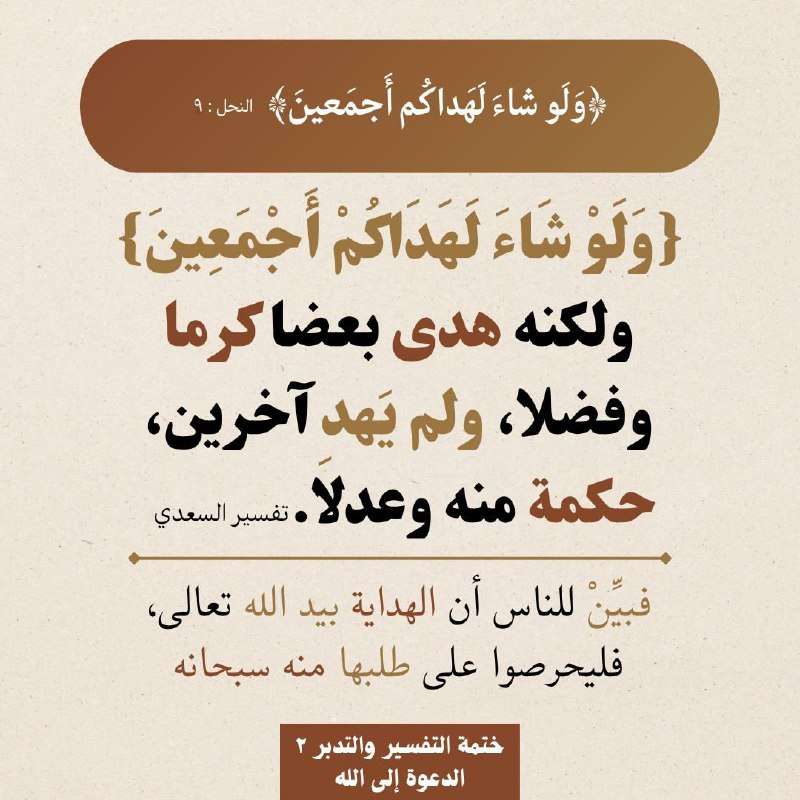 ﴿وَلَو شاءَ لَهَداكُم أَجمَعينَ﴾ النحل : ٩
{وَلَوْ شَاءَ لَهَدَاكُمْ أَجْمَعِينَ}
ولكنه هدى بعضا كرما
وفضلا، ولم يَهدِ آخرين،
حكمة منه وعدلاَ. تفسير السعدي
فبيِّنْ للناس أن الهداية بيد الله تعالى،
فليحرصوا على طلبها منه سبحانه
ختمة التفسير والتدبر ٢
الدعوة إلى الله